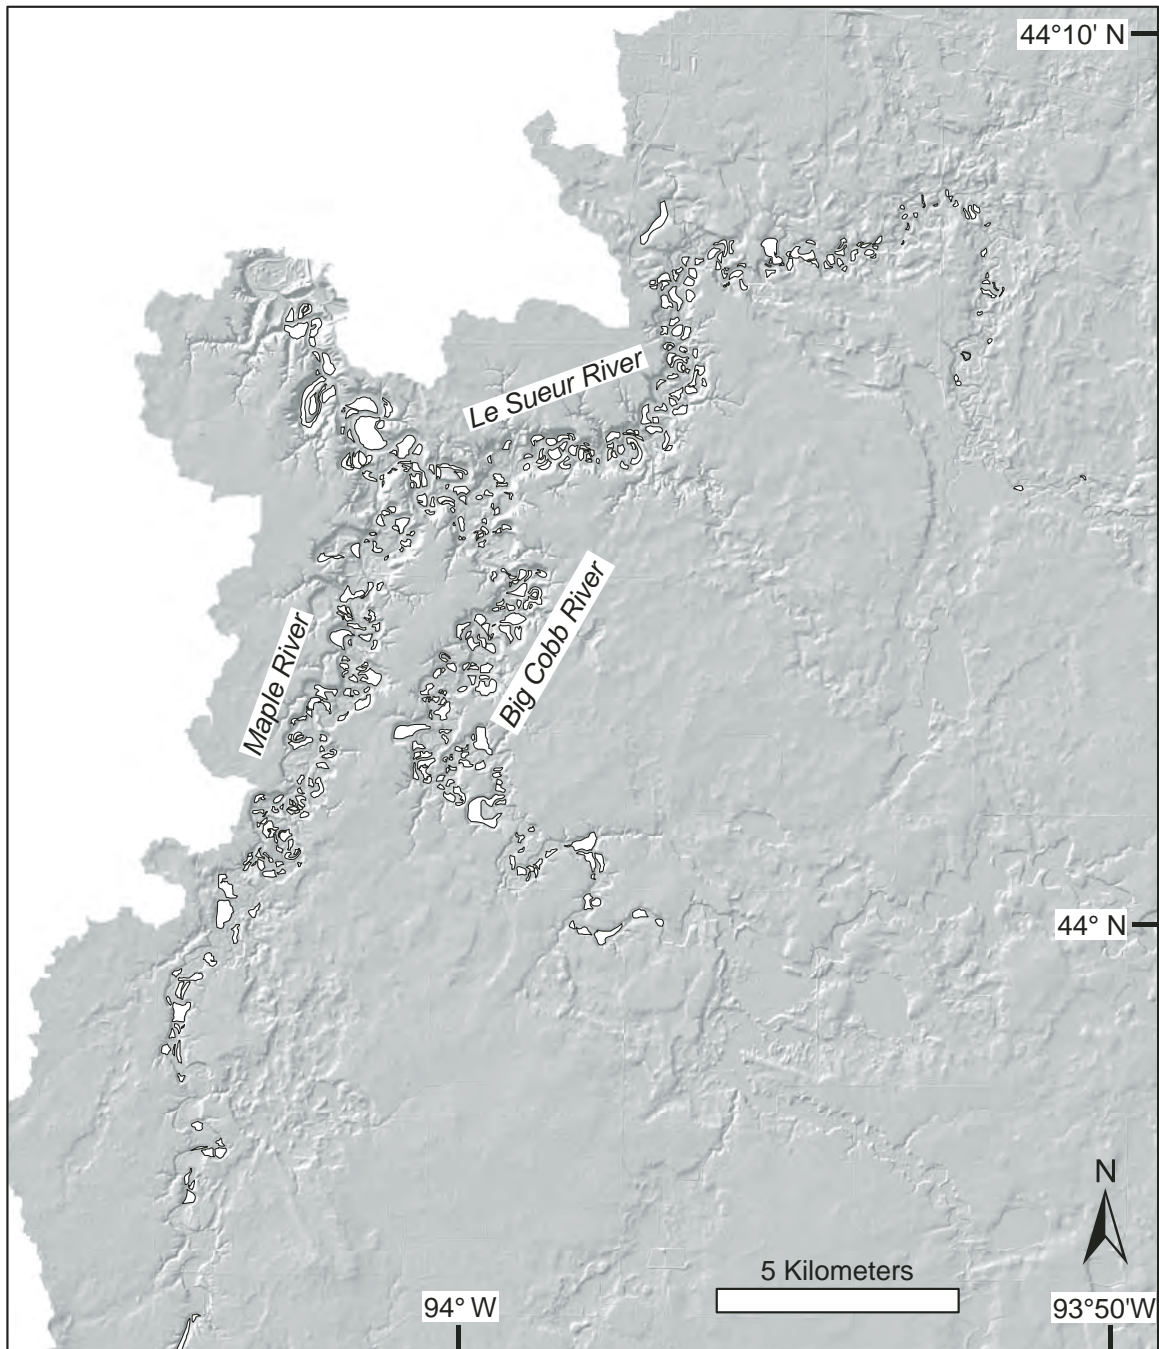 44°10' N
Le Sueur River
Big Cobb River
Maple River
44° N
N
5 Kilometers
94° W
93°50'W